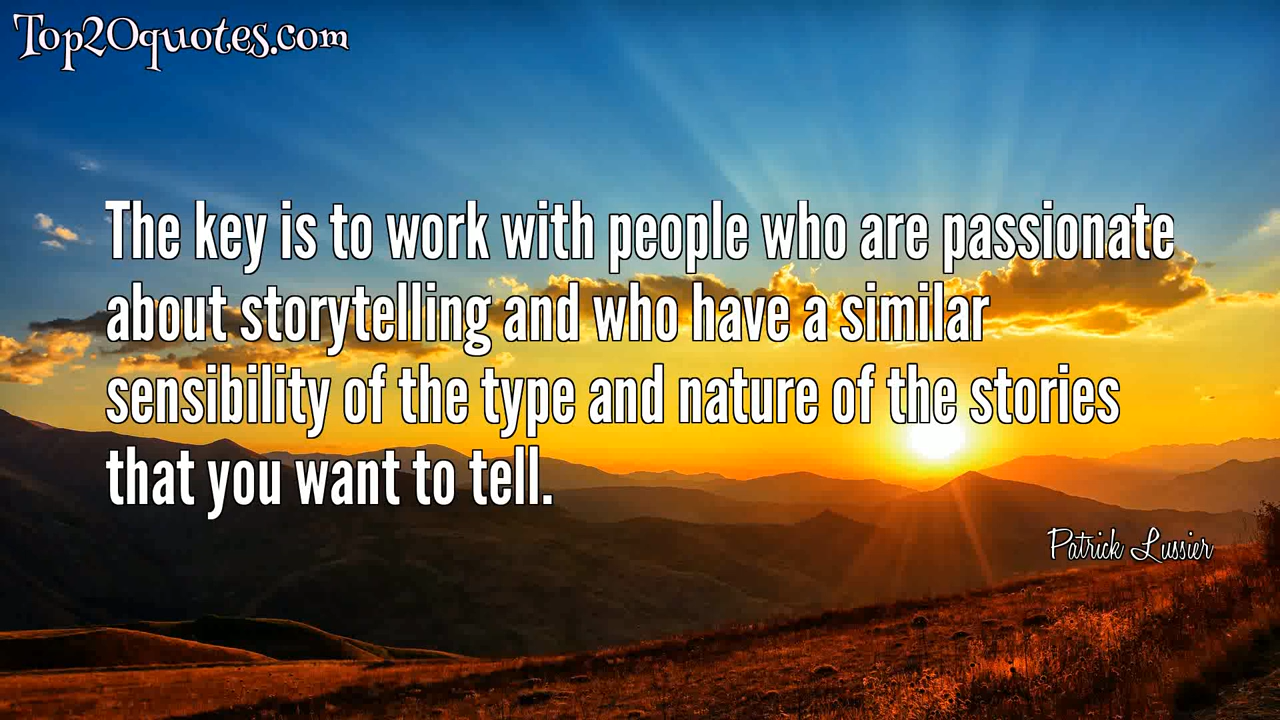 Top20quotes.com
The key is to work with people who are passionate
about storytelling and who have a similar
sensibility of the type and nature of the stories
that you want to tell.
Patrick Lussier